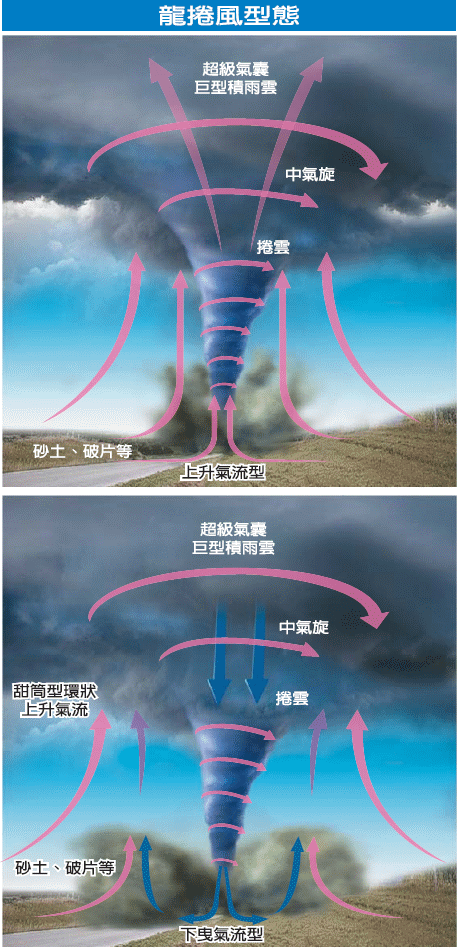 龍捲風型態
超級氣囊
巨型積雨雲
中氣旋
捲雲
砂土、破片等
上升氣流型
超級氣囊
巨型積雨雲
中氣旋
甜筒型環狀
上升氣流
捲雲
砂土、破片等
下曳氣流型